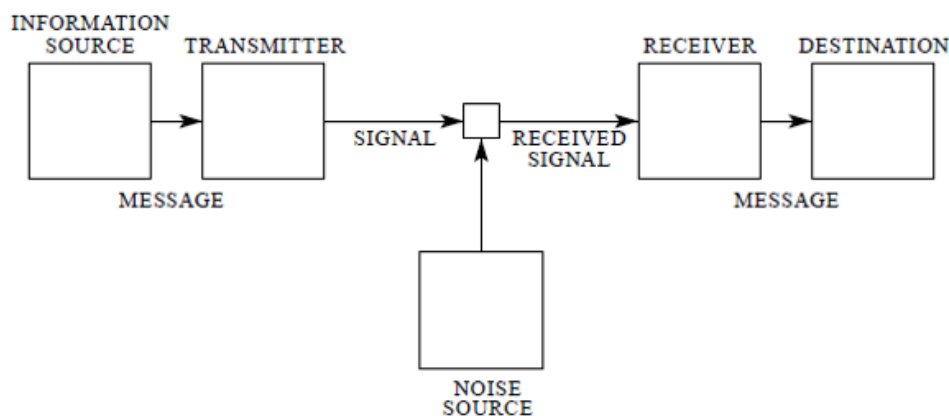 INFORMATION
SOURCE
TRANSMITTER
RECEIVER
DESTINATION
SIGNAL
RECEIVED
SIGNAL
MESSAGE
MESSAGE
NOISE
SOURCE